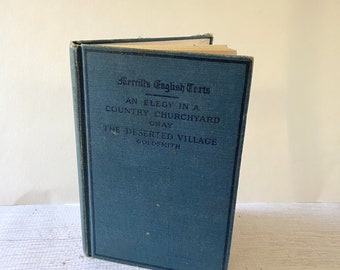 Merrill's English Texts
AN ELEGY IN A
COUNTRY CHURCHYARD
GRAY
THE DESERTED VILLAGE
GOLDSMITH